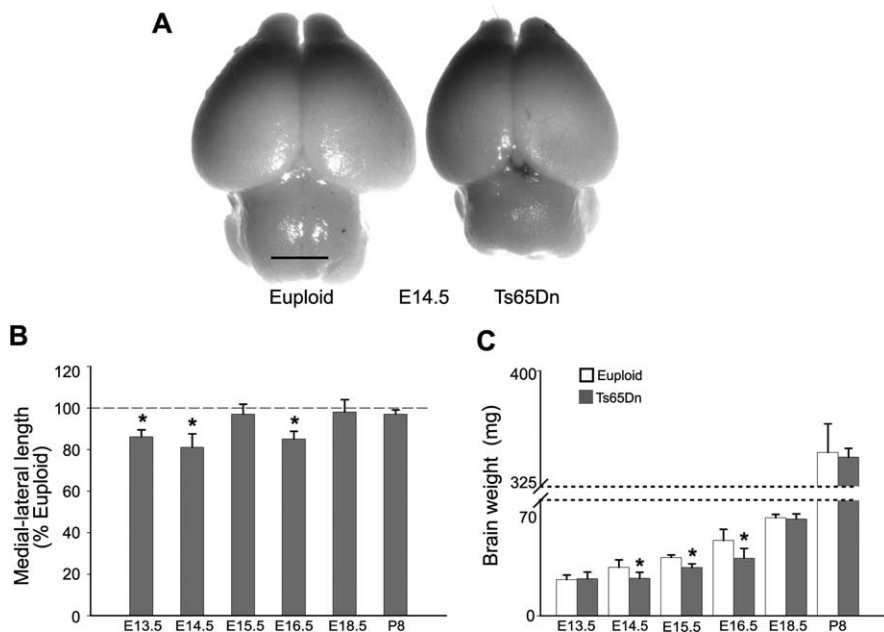 A
Euploid E14.5 Ts65Dn
B
Medial-lateral length
(% Euploid)
120
100
80
60
40
20
0
* * *
E13.5 E14.5 E15.5 E16.5 E18.5 P8
C
Brain weight (mg)
400
325
70
0
Euploid
Ts65Dn
* * *
E13.5 E14.5 E15.5 E16.5 E18.5 P8